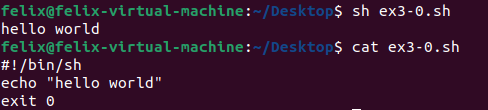 felix@felix-virtual-machine:~/Desktop$ sh ex3-0.sh
hello world
felix@felix-virtual-machine:~/Desktop$ cat ex3-0.sh
#!/bin/sh
echo "hello world"
exit 0